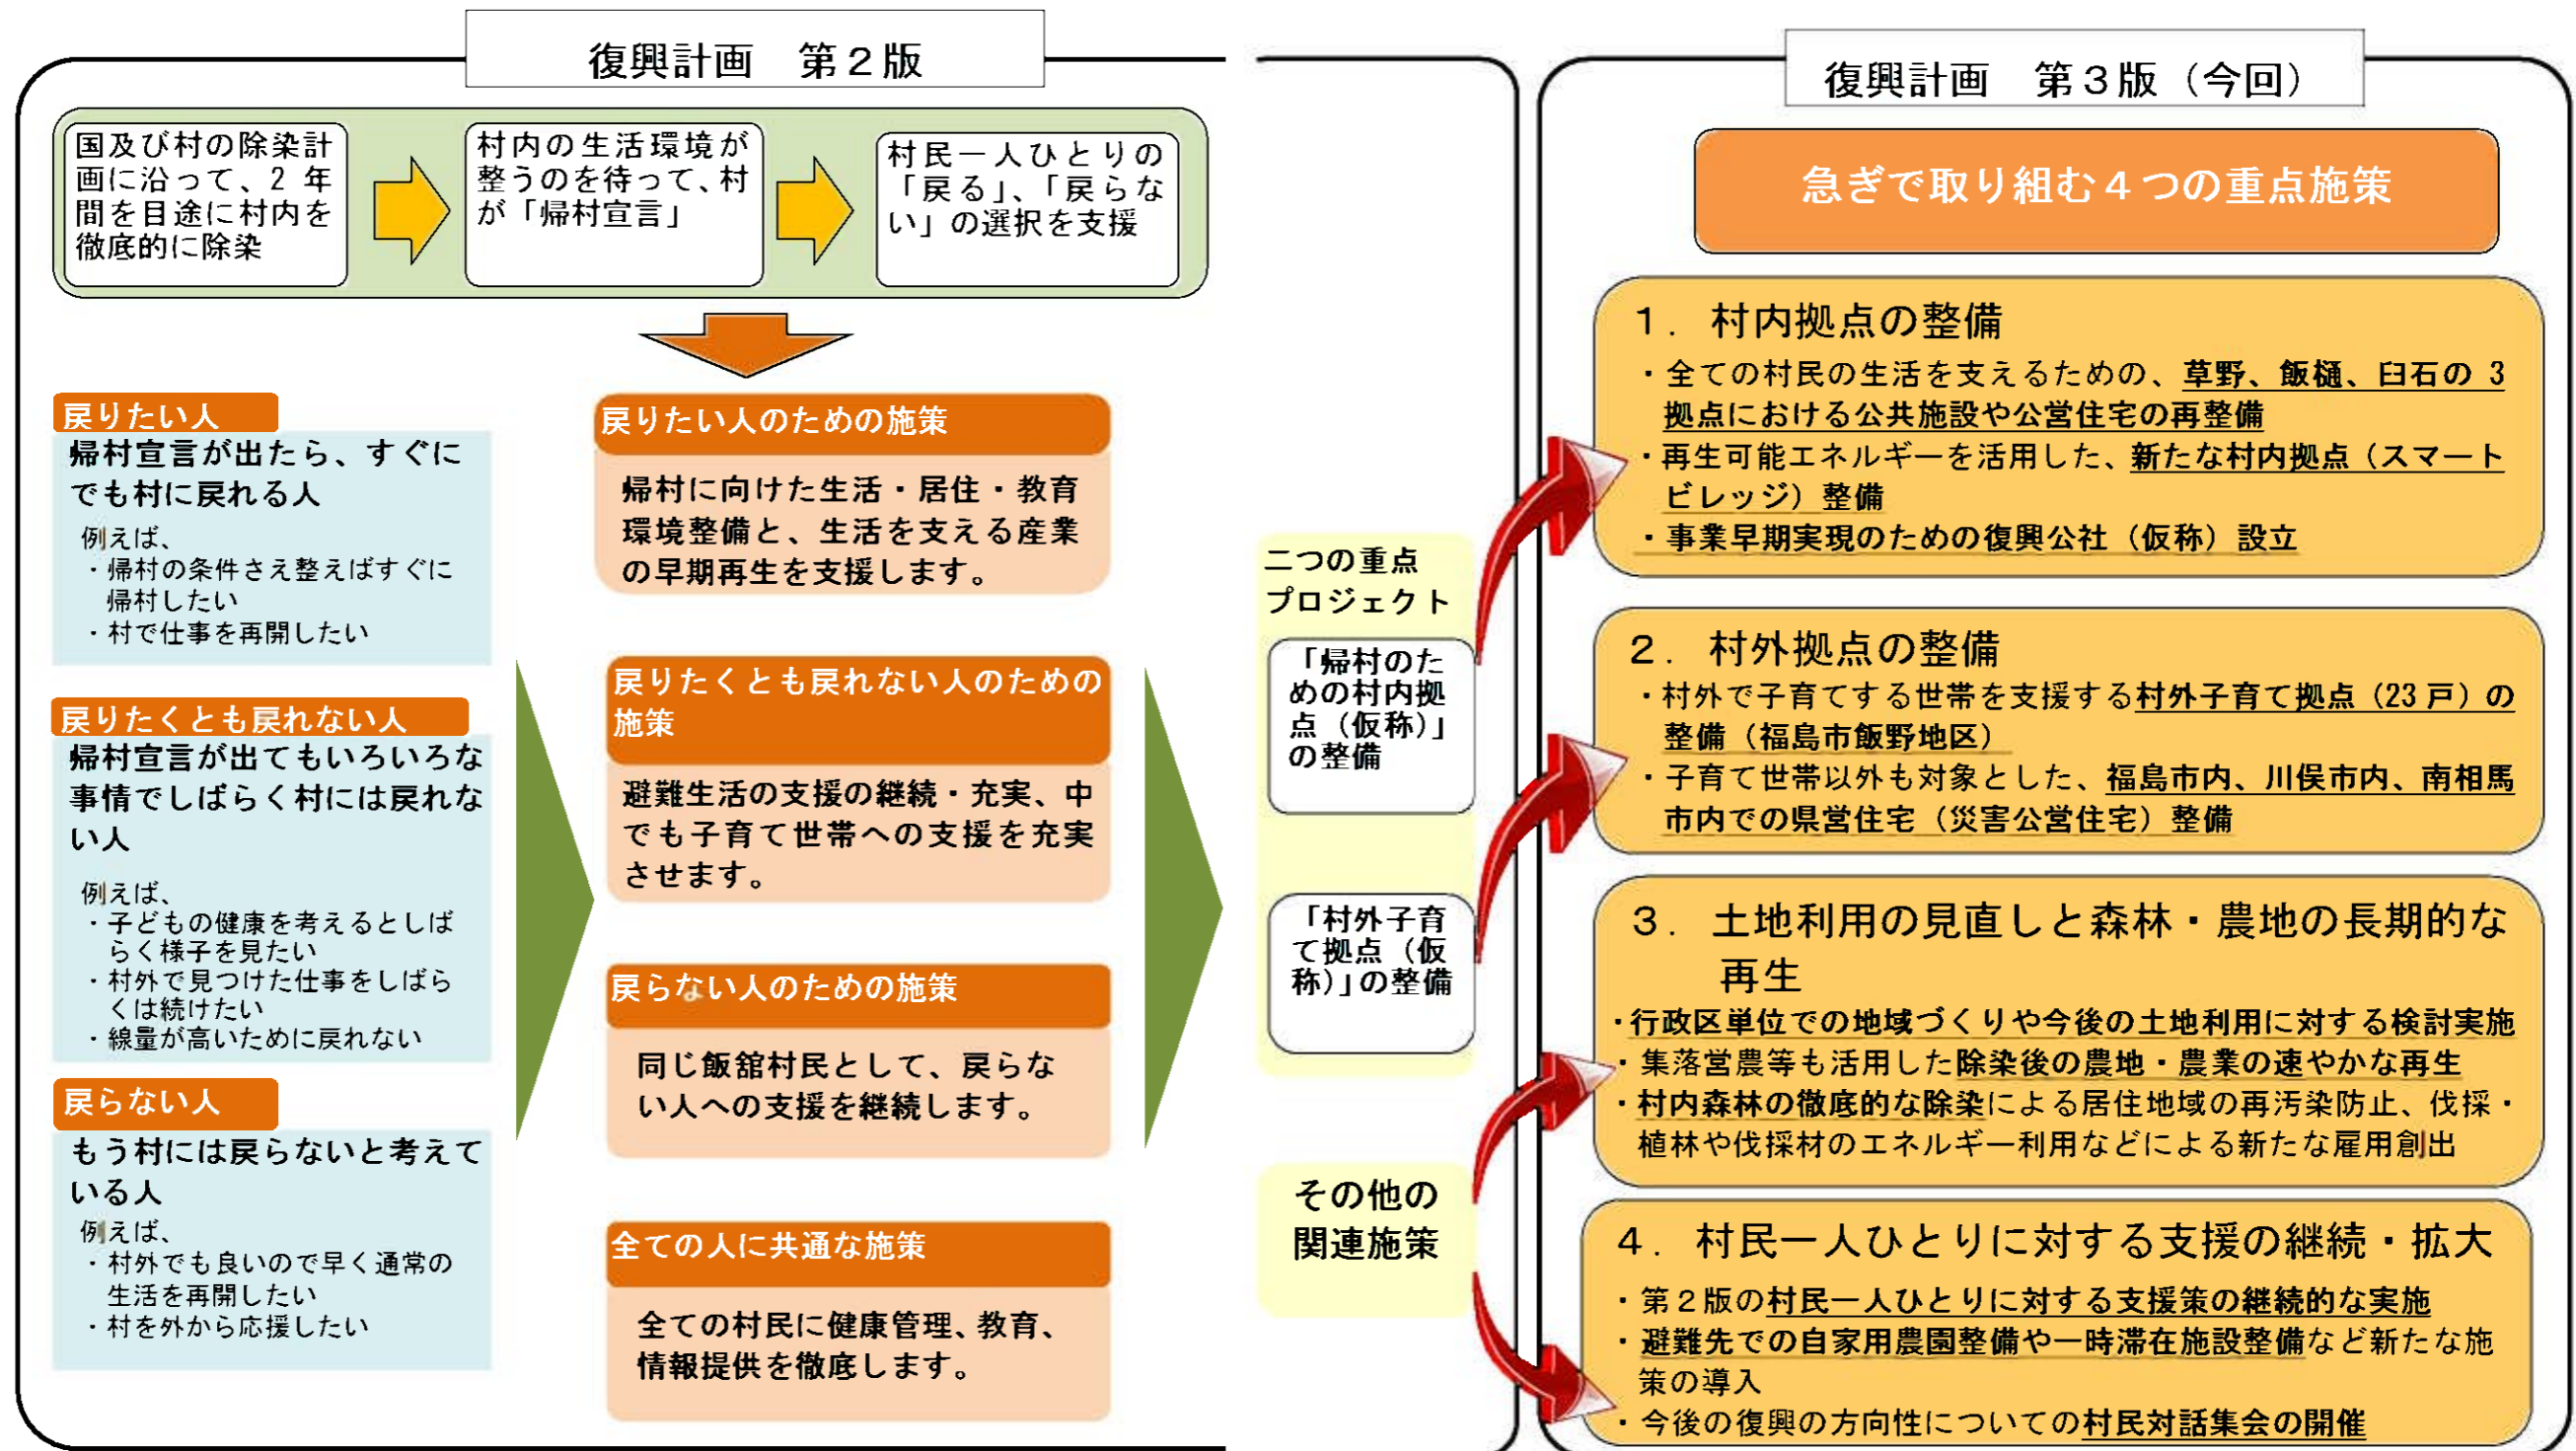 復興計画　第２版
国及び村の除染計
画に沿って、2 年
間を目途に村内を
徹底的に除染
村内の生活環境が
整うのを待って、村
が「帰村宣言」
村民一人ひとりの
「戻る」、「戻らな
い」の選択を支援
戻りたい人
帰村宣言が出たら、すぐに
でも村に戻れる人
例えば、
・帰村の条件さえ整えばすぐに
帰村したい
・村で仕事を再開したい
戻りたくとも戻れない人
帰村宣言が出てもいろいろな
事情でしばらく村には戻れな
い人
例えば、
・子どもの健康を考えるとしば
らく様子を見たい
・村外で見つけた仕事をしばら
くは続けたい
・線量が高いために戻れない
戻らない人
もう村には戻らないと考えて
いる人
例えば、
・村外でも良いので早く通常の
生活を再開したい
・村を外から応援したい
戻りたい人のための施策
帰村に向けた生活・居住・教育
環境整備と、生活を支える産業
の早期再生を支援します。
戻りたくとも戻れない人のための
施策
避難生活の支援の継続・充実、中
でも子育て世帯への支援を充実
させます。
戻らない人のための施策
同じ飯舘村民として、戻らな
い人への支援を継続します。
全ての人に共通な施策
全ての村民に健康管理、教育、
情報提供を徹底します。
二つの重点
プロジェクト
「帰村のた
めの村内拠
点（仮称）」
の整備
「村外子育
て拠点（仮
称）」の整備
その他の
関連施策
復興計画　第３版（今回）
急ぎで取り組む４つの重点施策
１．村内拠点の整備
・全ての村民の生活を支えるための、草野、飯樋、臼石の 3
拠点における公共施設や公営住宅の再整備
・再生可能エネルギーを活用した、新たな村内拠点（スマート
ビレッジ）整備
・事業早期実現のための復興公社（仮称）設立
２．村外拠点の整備
・村外で子育てする世帯を支援する村外子育て拠点（23 戸）の
整備（福島市飯野地区）
・子育て世帯以外も対象とした、福島市内、川俣市内、南相馬
市内での県営住宅（災害公営住宅）整備
３．土地利用の見直しと森林・農地の長期的な
再生
・行政区単位での地域づくりや今後の土地利用に対する検討実施
・集落営農等も活用した除染後の農地・農業の速やかな再生
・村内森林の徹底的な除染による居住地域の再汚染防止、伐採・
植林や伐採材のエネルギー利用などによる新たな雇用創出
４．村民一人ひとりに対する支援の継続・拡大
・第２版の村民一人ひとりに対する支援策の継続的な実施
・避難先での自家用農園整備や一時滞在施設整備など新たな施
策の導入
・今後の復興の方向性についての村民対話集会の開催